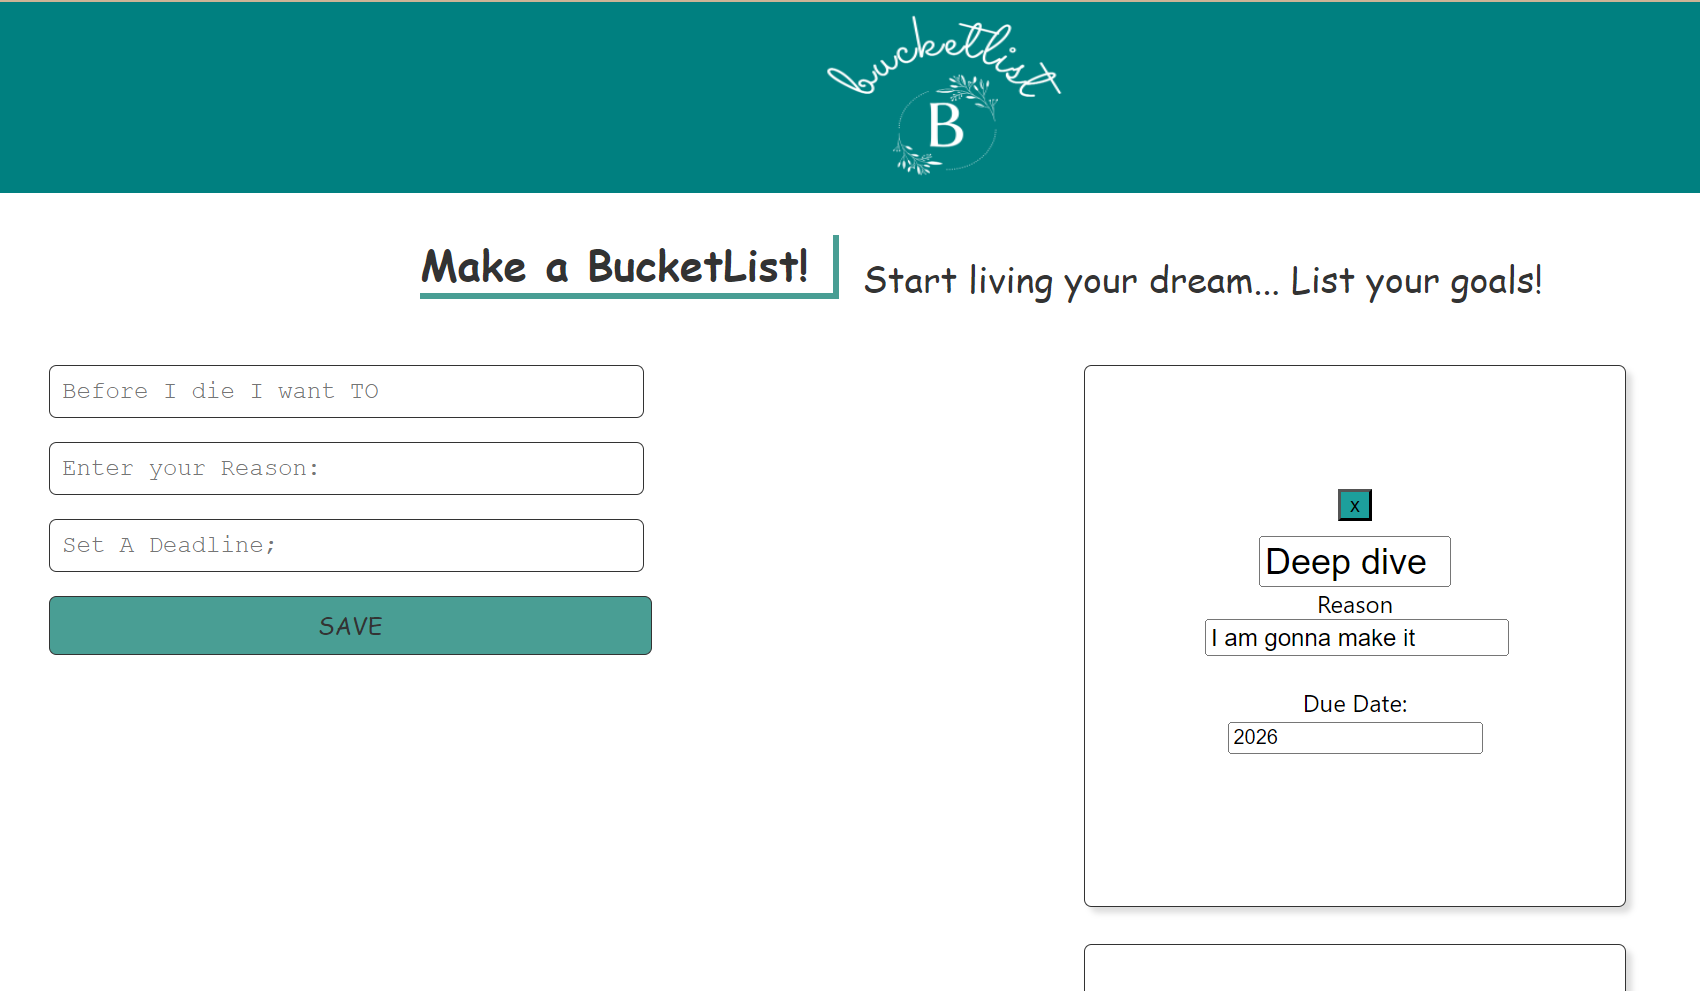 bucketlist
B
Make a BucketList!
Start living your dream... List your goals!
Before I die I want TO
Enter your Reason:
Set A Deadline;
SAVE
x
Deep dive
Reason
I am gonna make it
Due Date:
2026